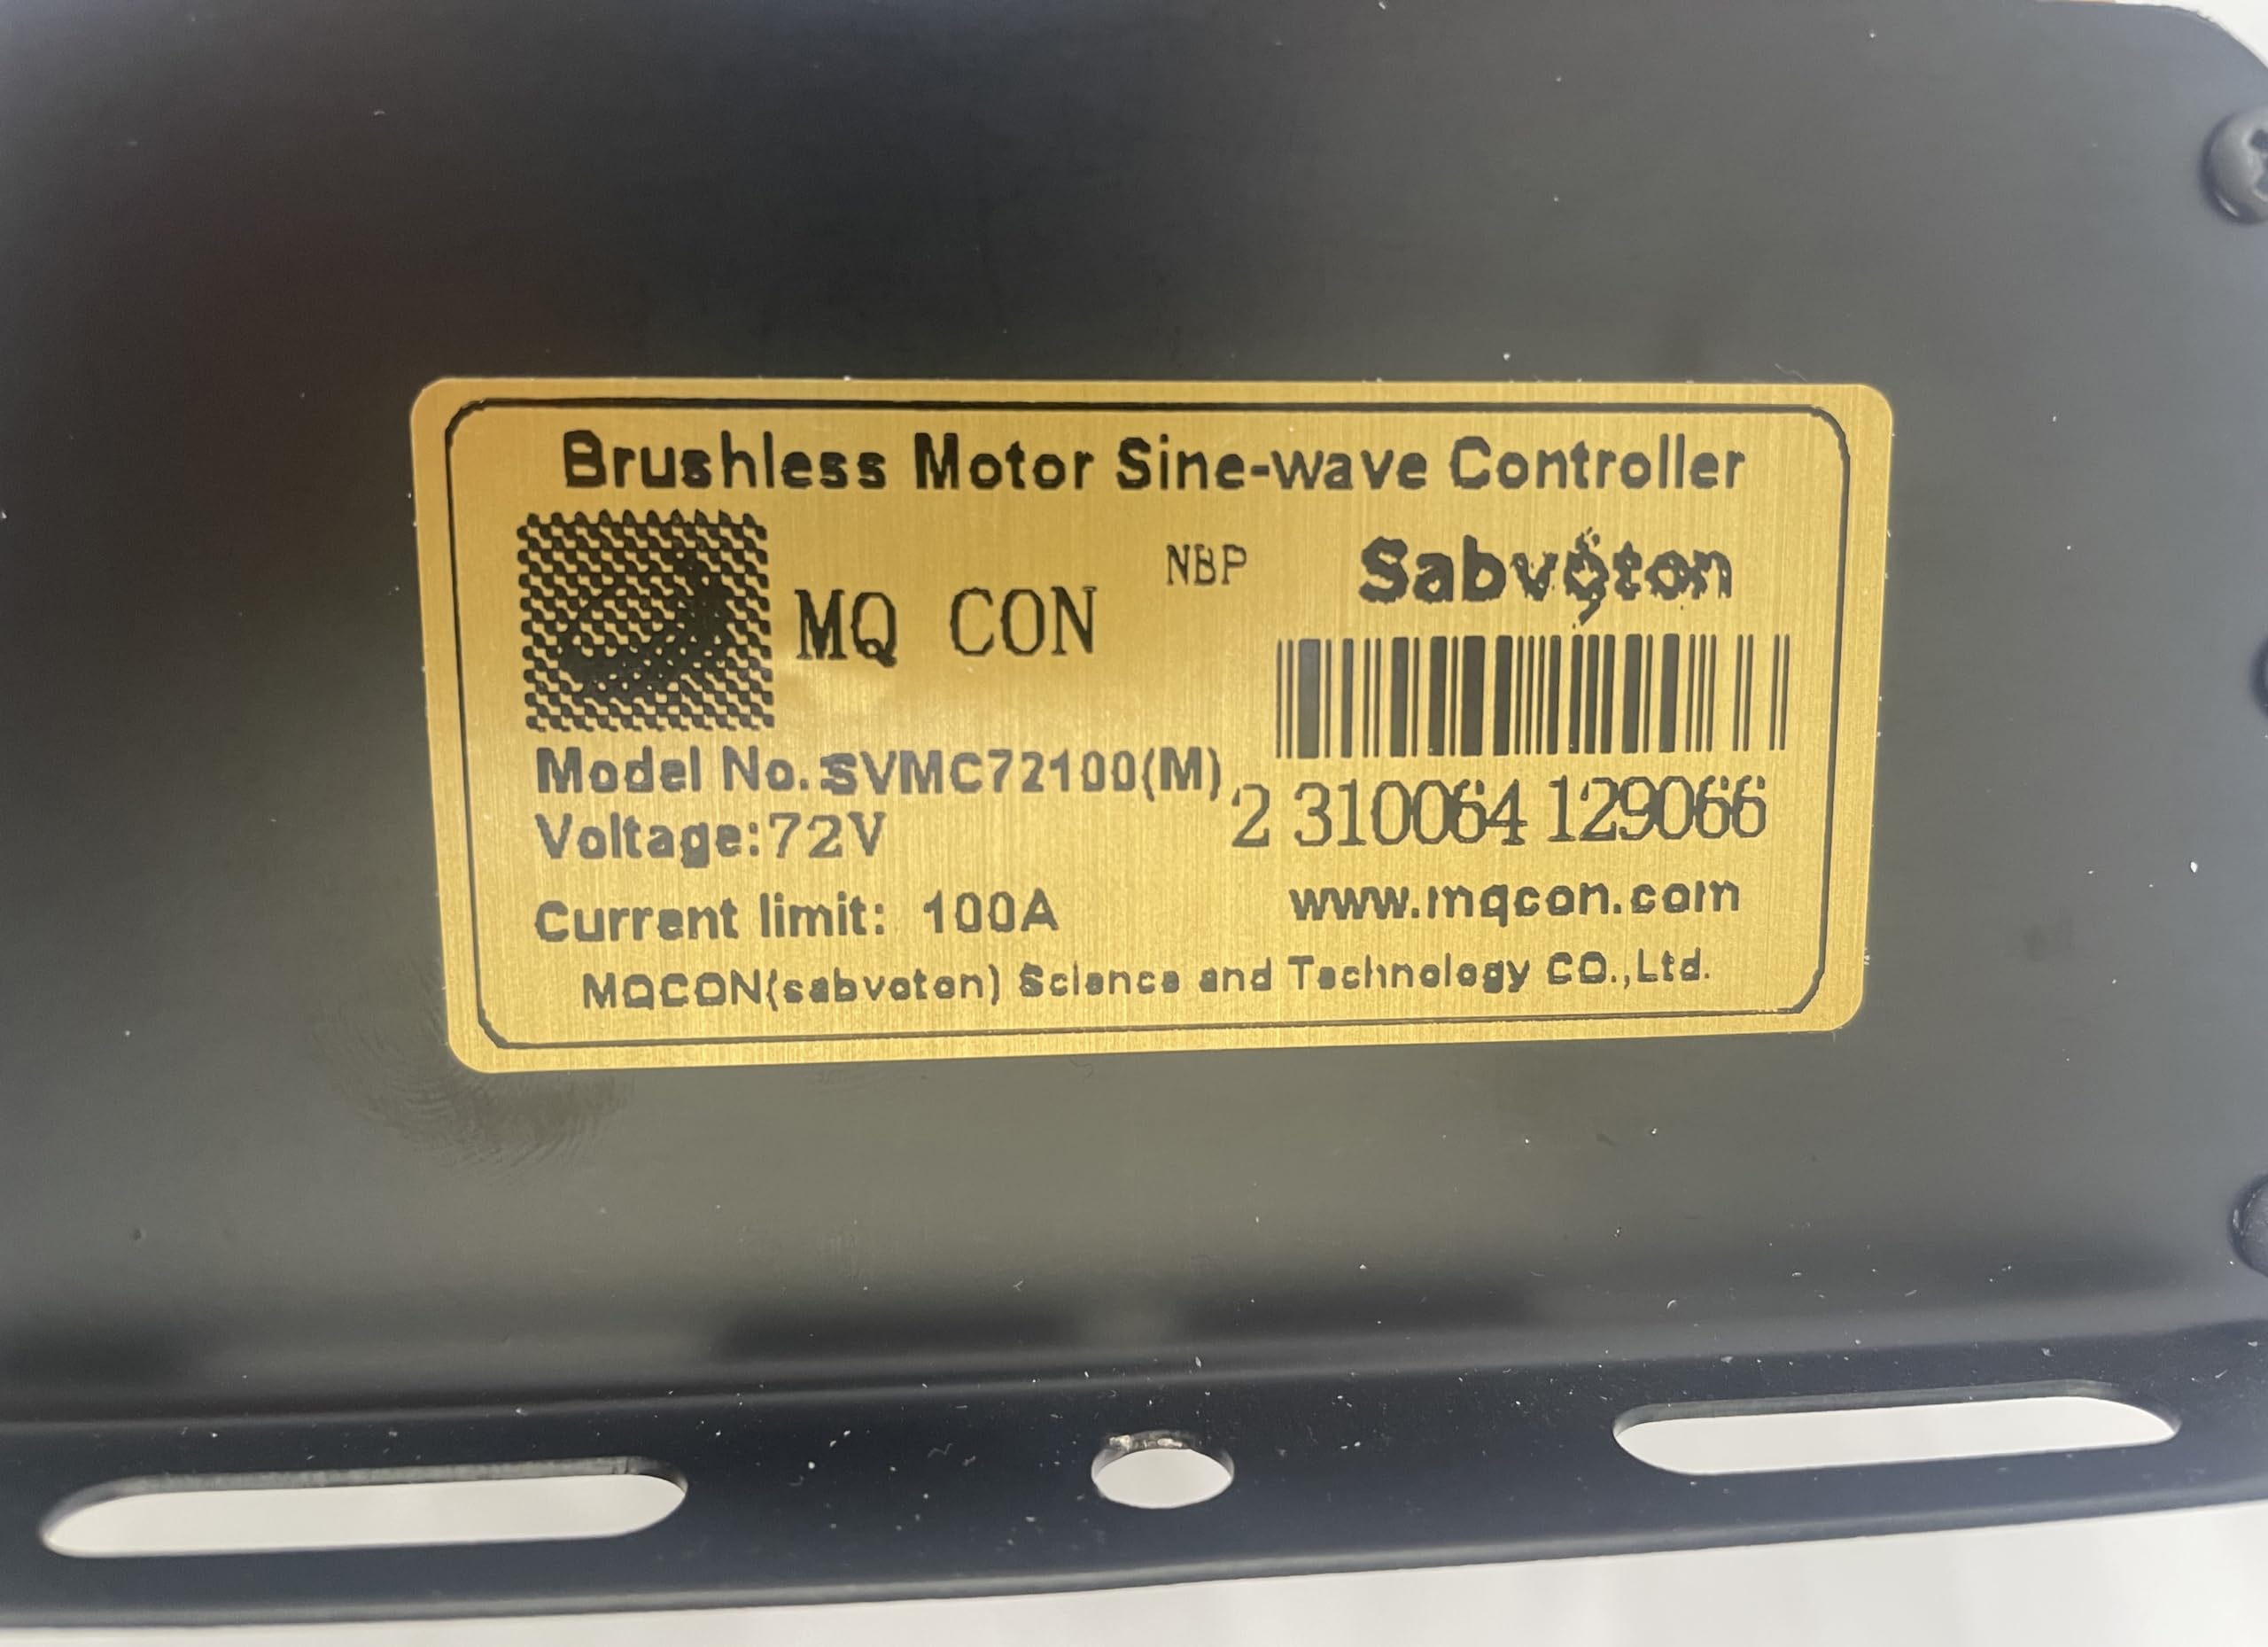 Brushless Motor Sine-wave Controller
MQ CON
NBP
Sabvoton
Model No.SVMC72100(M)
2 310064 129066
Voltage:72V
Current limit: 100A
www.mqcon.com
MQCON(sabvoton) Science and Technology CO.,Ltd.